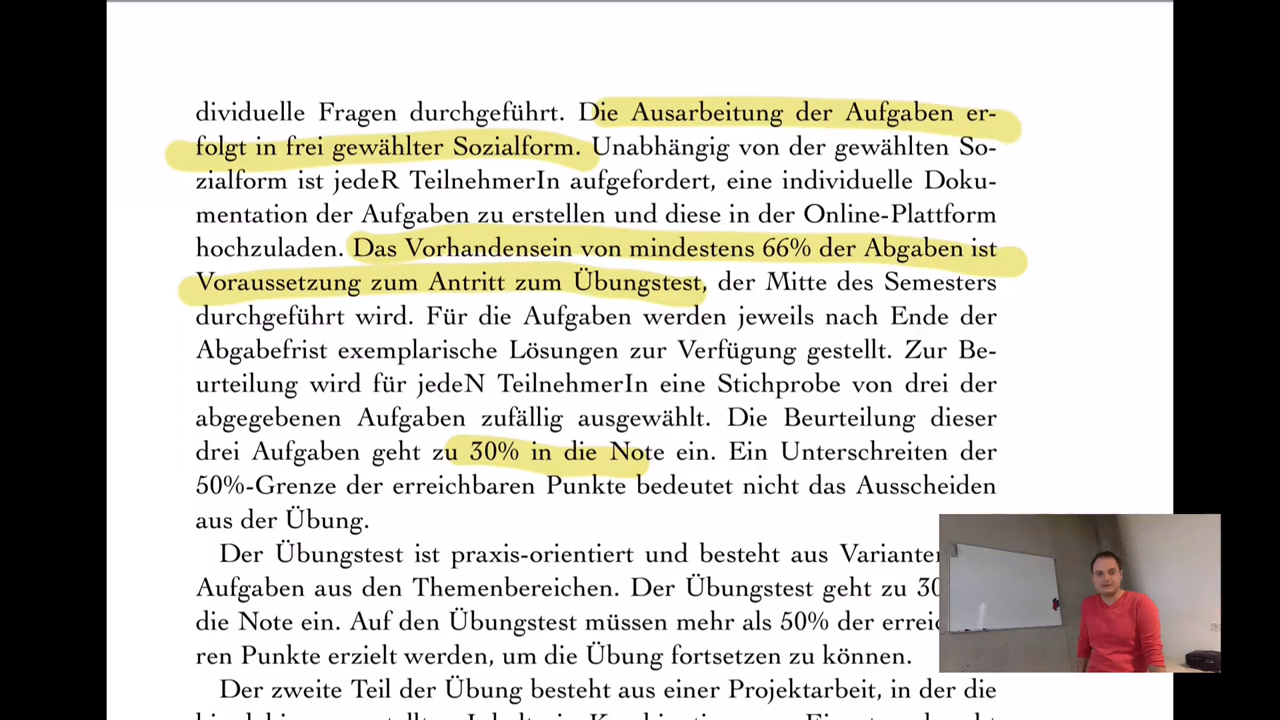 dividuelle Fragen durchgeführt. Die Ausarbeitung der Aufgaben er-
folgt in frei gewählter Sozialform. Unabhängig von der gewählten So-
zialform ist jedeR TeilnehmerIn aufgefordert, eine individuelle Doku-
mentation der Aufgaben zu erstellen und diese in der Online-Plattform
hochzuladen. Das Vorhandensein von mindestens 66% der Abgaben ist
Voraussetzung zum Antritt zum Übungstest, der Mitte des Semesters
durchgeführt wird. Für die Aufgaben werden jeweils nach Ende der
Abgabefrist exemplarische Lösungen zur Verfügung gestellt. Zur Be-
urteilung wird für jedeN TeilnehmerIn eine Stichprobe von drei der
abgegebenen Aufgaben zufällig ausgewählt. Die Beurteilung dieser
drei Aufgaben geht zu 30% in die Note ein. Ein Unterschreiten der
50%-Grenze der erreichbaren Punkte bedeutet nicht das Ausscheiden
aus der Übung.
Der Übungstest ist praxis-orientiert und besteht aus Varianten
Aufgaben aus den Themenbereichen. Der Übungstest geht zu 30
die Note ein. Auf den Übungstest müssen mehr als 50% der
ren Punkte erzielt werden, um die Übung fortsetzen zu können.
Der zweite Teil der Übung besteht aus einer Projektarbeit, in der die